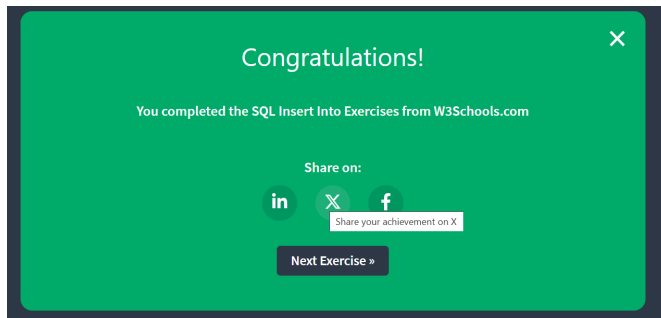 Congratulations!
You completed the SQL Insert Into Exercises from W3Schools.com
Share on:
in X f
Share your achievement on X
Next Exercise »